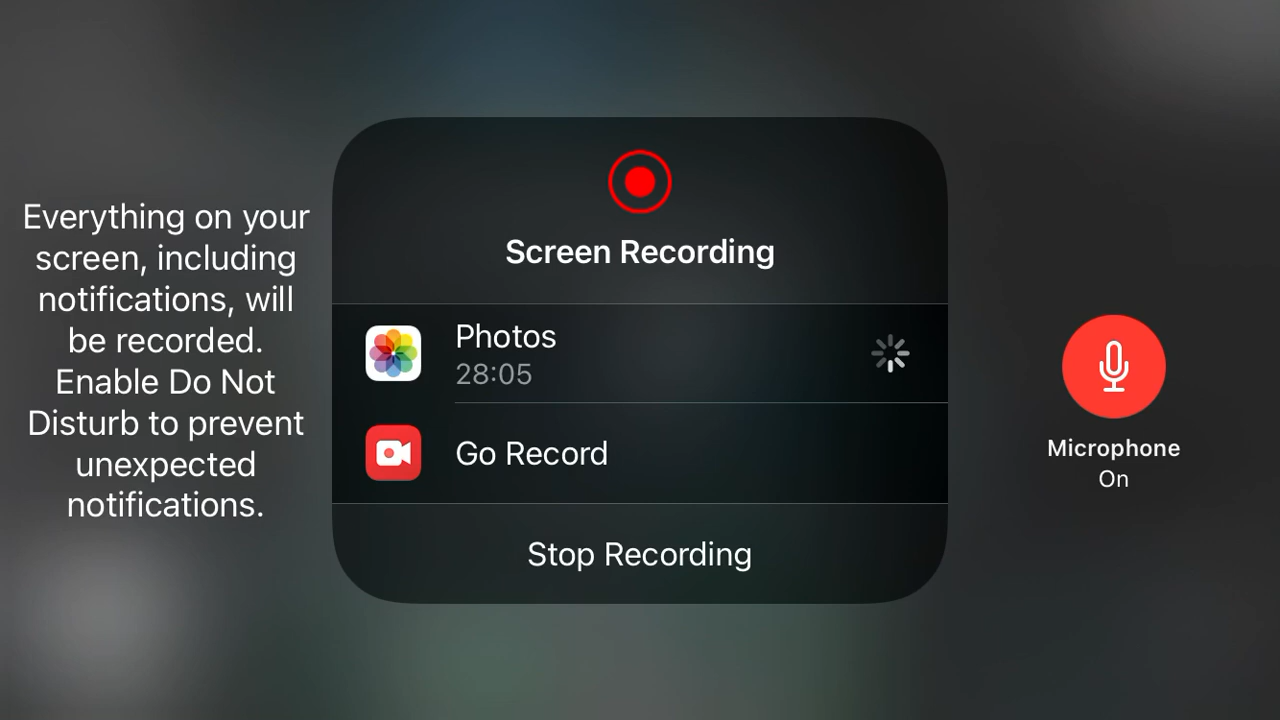 Everything on your
screen, including
notifications, will
be recorded.
Enable Do Not
Disturb to prevent
unexpected
notifications.
Screen Recording
Photos
28:05
Go Record
Stop Recording
Microphone
On